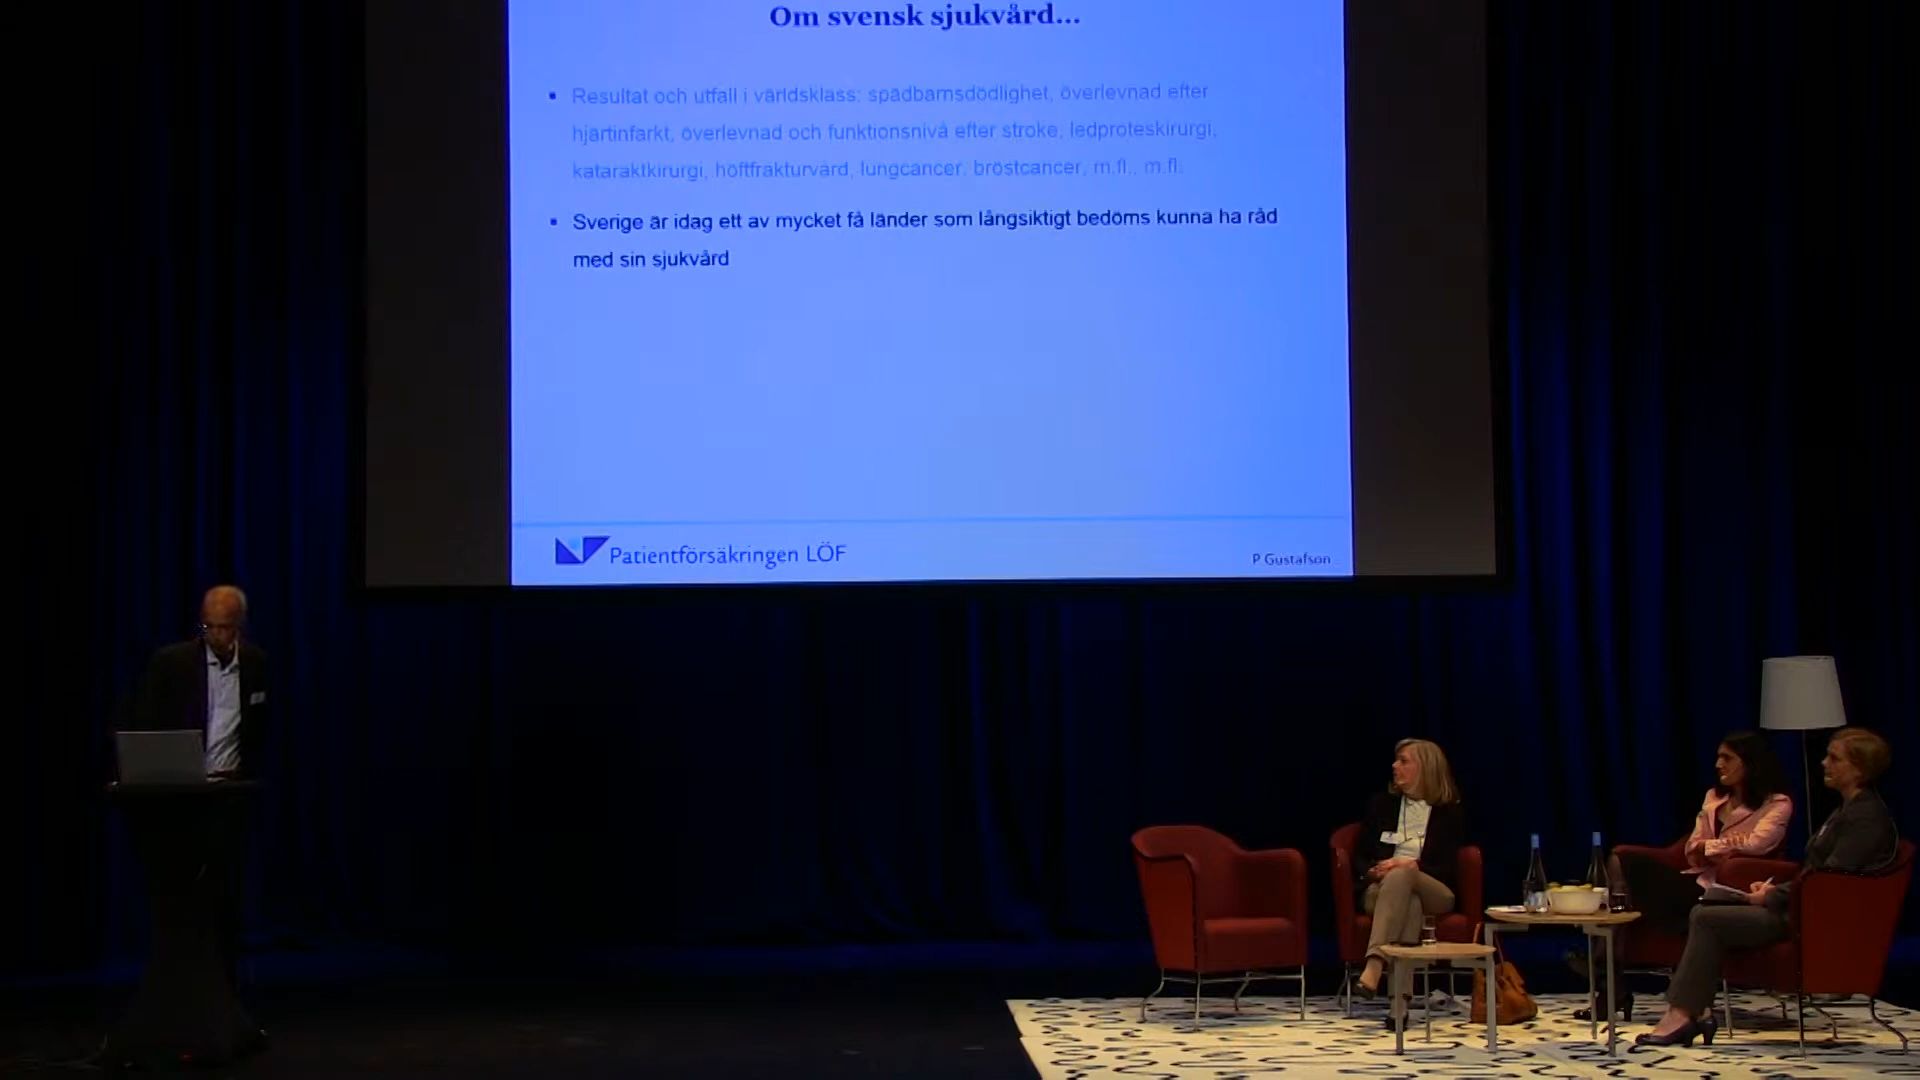 Om svensk sjukvård...
Resultat och utfall i världsklass: spädbarnsdödlighet, överlevnad efter
hjärtinfarkt, överlevnad och funktionsnivå efter stroke, ledproteskirurgi,
kataraktkirurgi, höftfrakturvård, lungcancer, bröstcancer, m.fl., m.fl.
Sverige är idag ett av mycket få länder som långsiktigt bedöms kunna ha råd
med sin sjukvård
Patientförsäkringen LÖF
P Gustafson